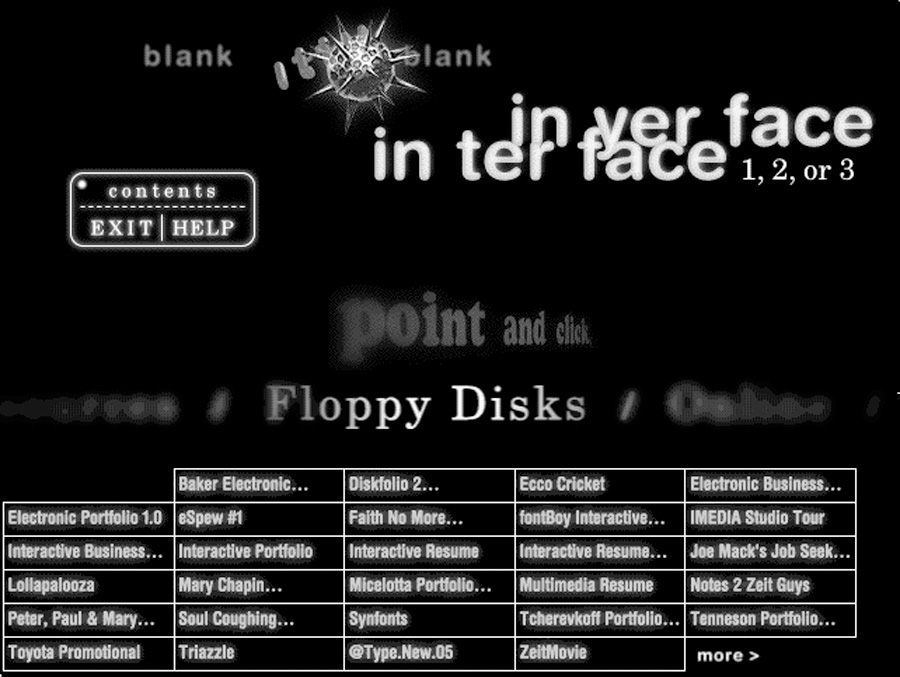 blank blank
in yer face
in ter face 1, 2, or 3
contents
EXIT HELP
point and click
/ Floppy Disks /
Baker Electronic... Diskfolio 2... Ecco Cricket Electronic Business...
Electronic Portfolio 1.0 eSpew #1 Faith No More... fontBoy Interactive... IMEDIA Studio Tour
Interactive Business... Interactive Portfolio Interactive Resume Interactive Resume... Joe Mack's Job Seek...
Lollapalooza Mary Chapin... Micelotta Portfolio... Multimedia Resume Notes 2 Zeit Guys
Peter, Paul & Mary... Soul Coughing... Synfonts Tcherevkoff Portfolio... Tenneson Portfolio...
Toyota Promotional Triazzle @Type.New.05 ZeitMovie more >